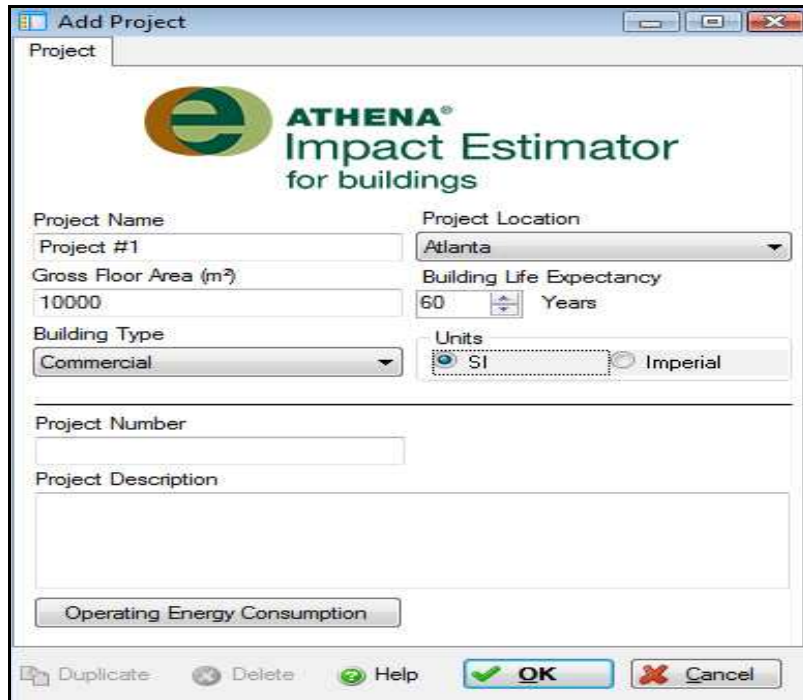 Add Project
Project
ATHENA®
Impact Estimator
for buildings
Project Name
Project Location
Project #1
Atlanta
Gross Floor Area (m²)
Building Life Expectancy
10000
60
Years
Building Type
Units
Commercial
SI
Imperial
Project Number
Project Description
Operating Energy Consumption
Duplicate
Delete
Help
OK
Cancel